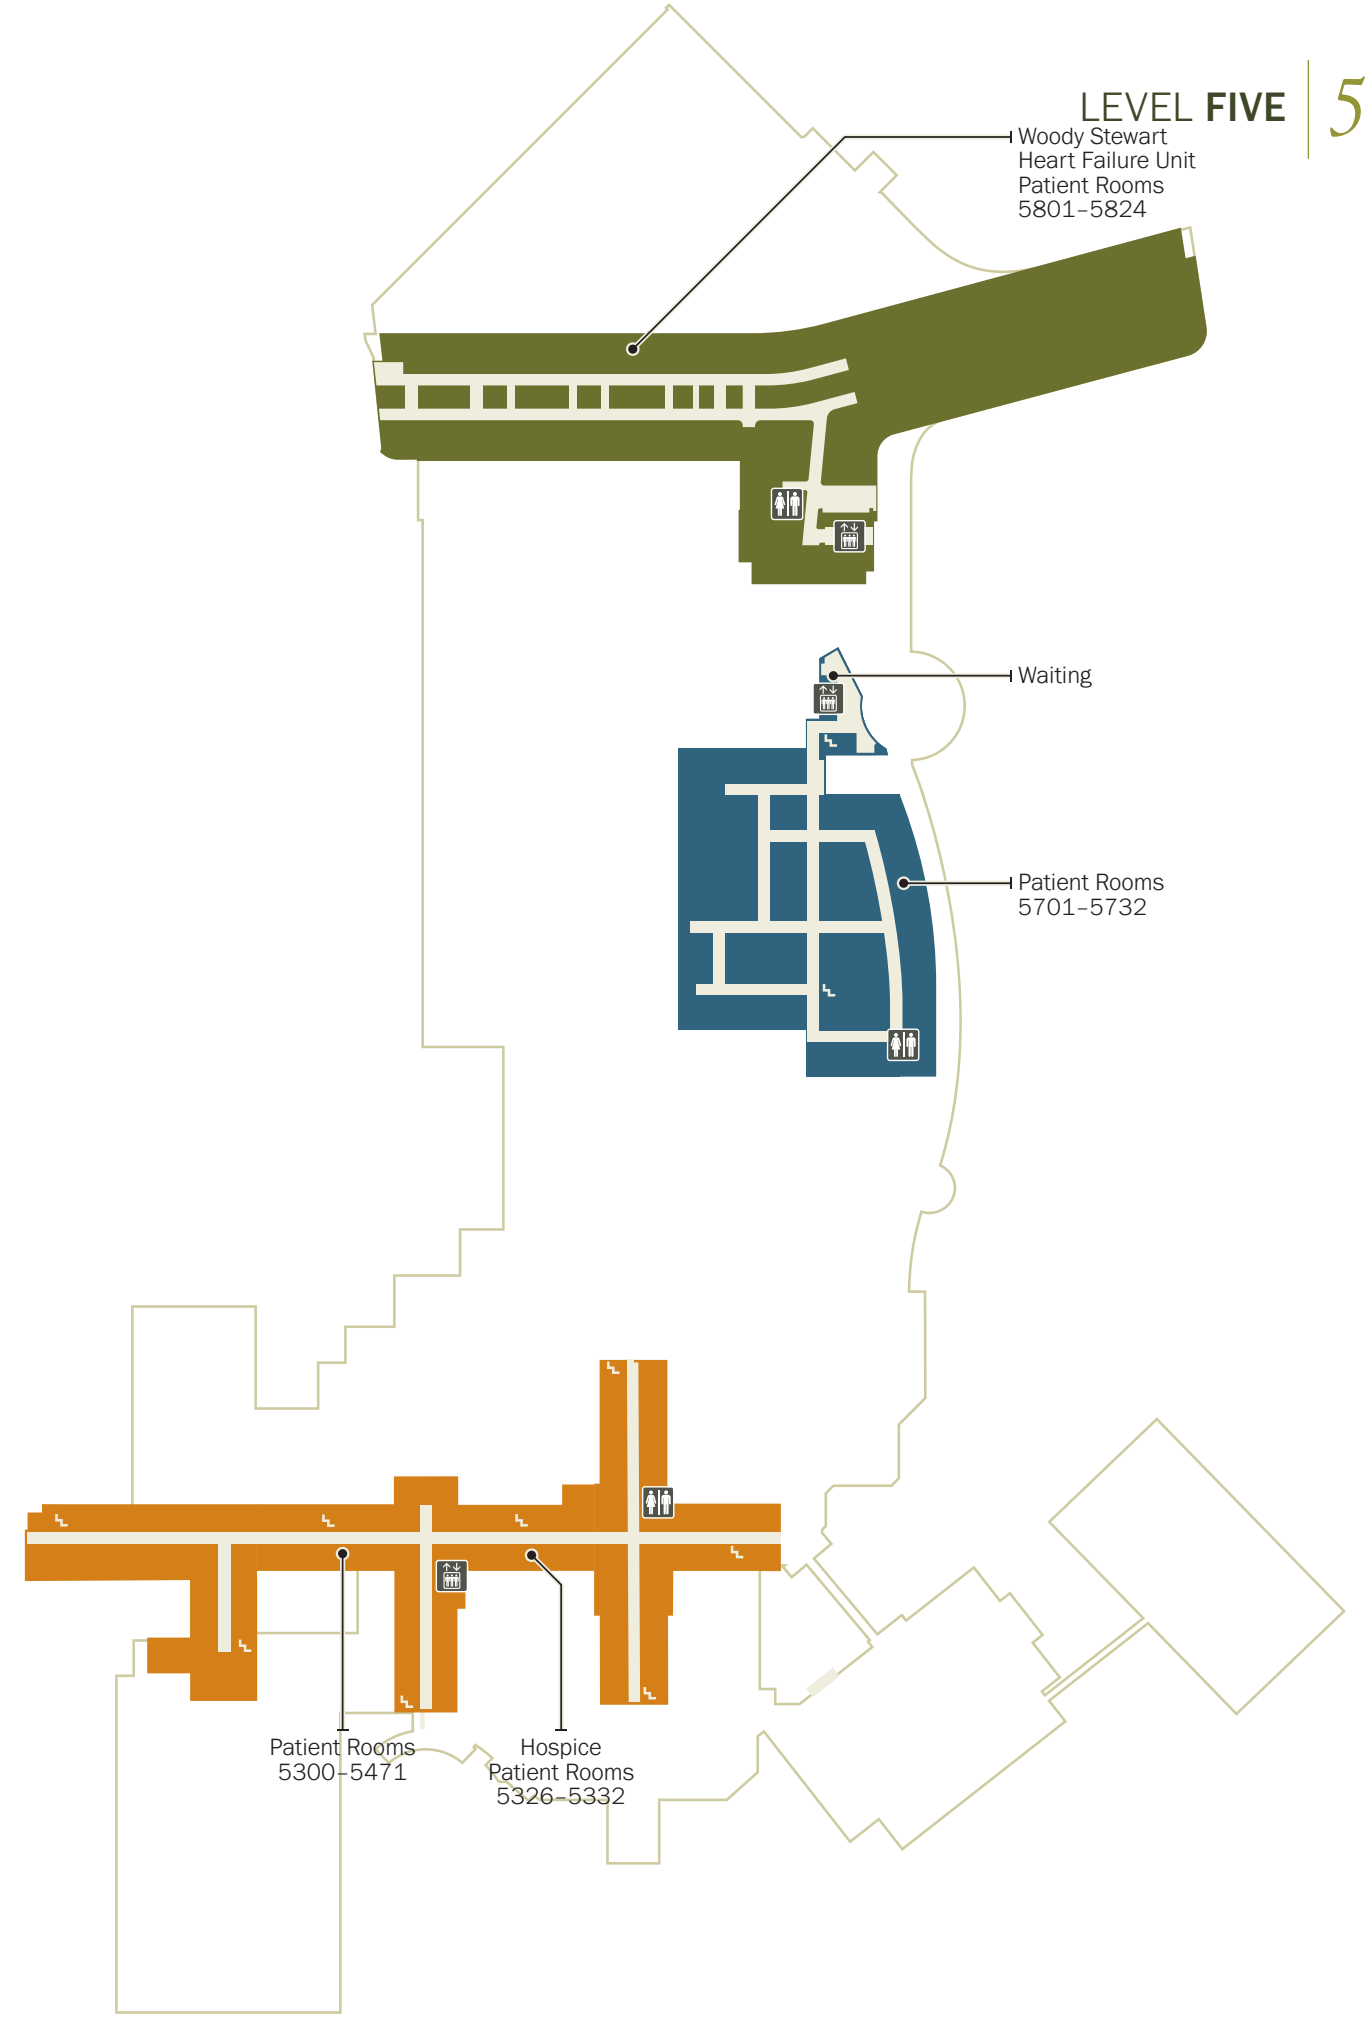 LEVEL FIVE 5
Woody Stewart
Heart Failure Unit
Patient Rooms
5801–5824
Waiting
Patient Rooms
5701–5732
Patient Rooms
5300–5471
Hospice
Patient Rooms
5326–5332